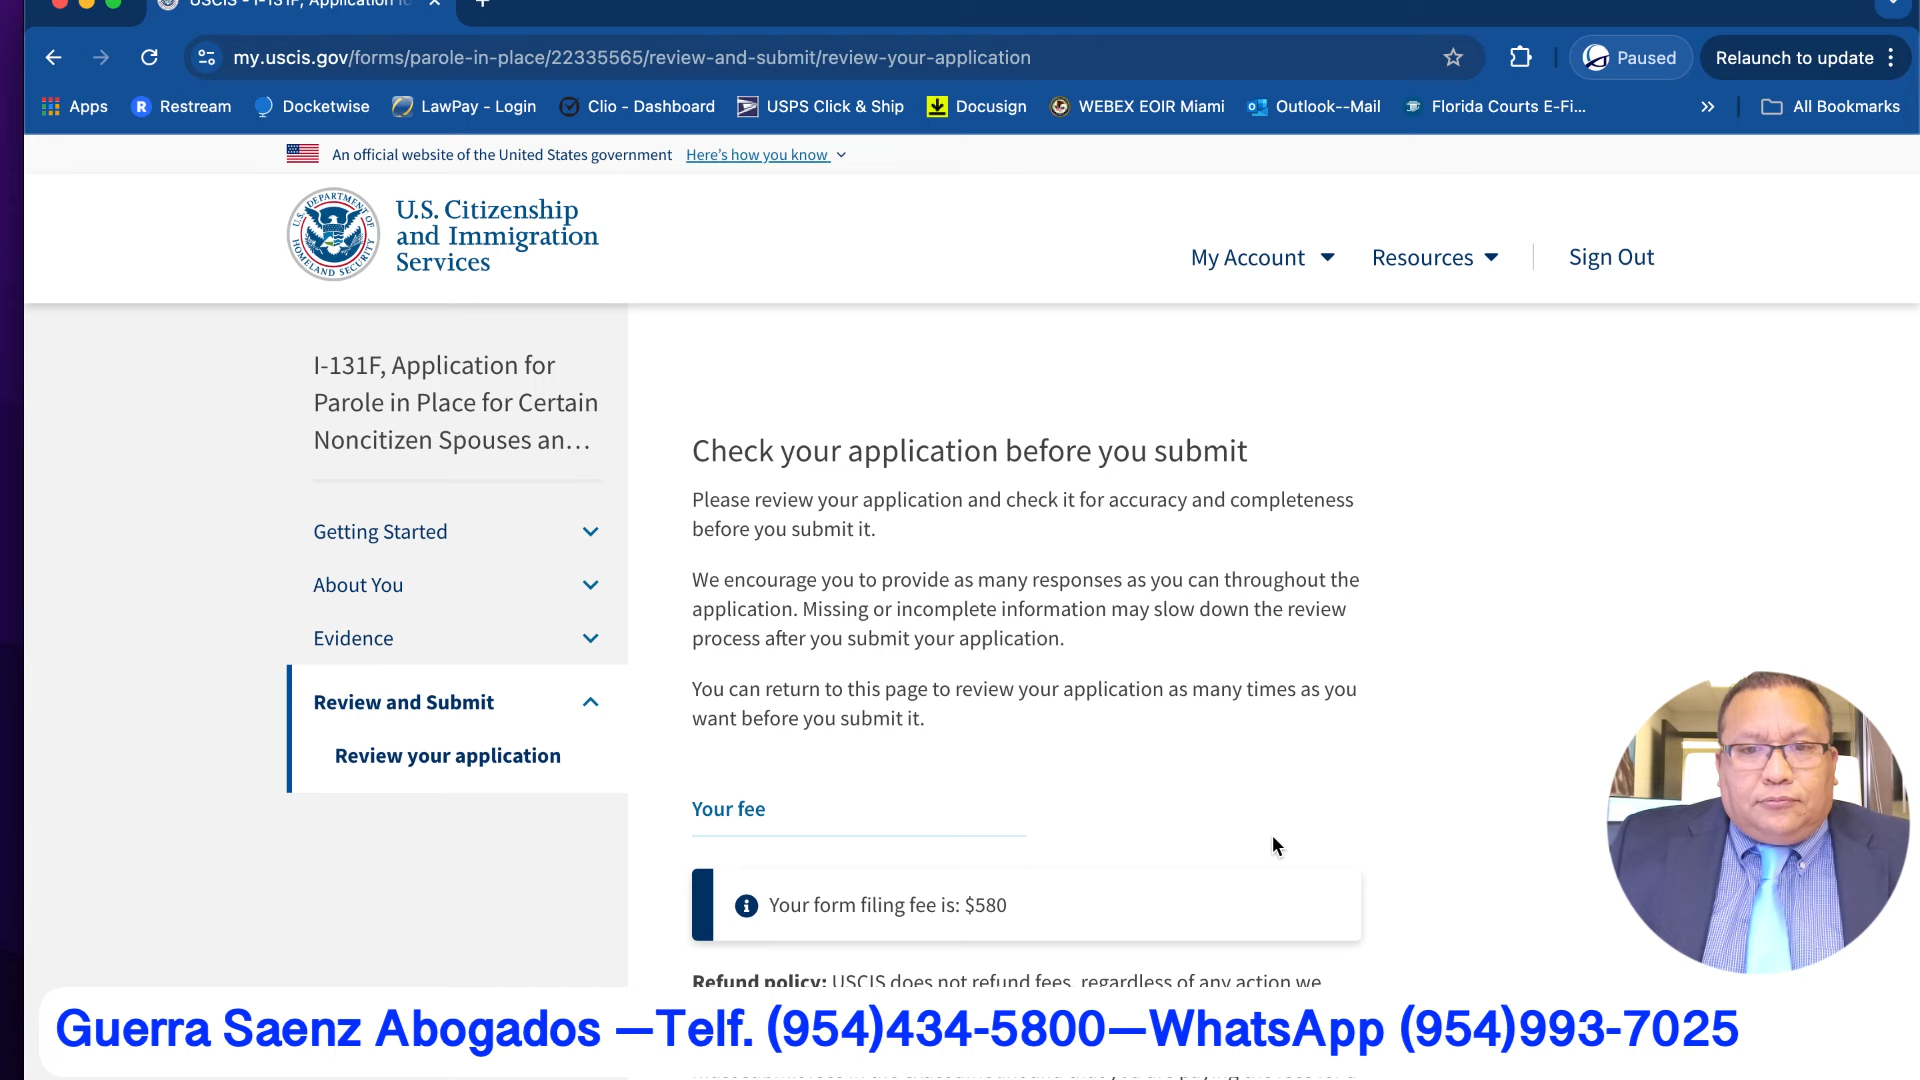 USCIS - I-131F, Application fo
my.uscis.gov/forms/parole-in-place/22335565/review-and-submit/review-your-application
Paused
Relaunch to update
Apps
Restream
Docketwise
LawPay - Login
Clio - Dashboard
USPS Click & Ship
Docusign
WEBEX EOIR Miami
Outlook--Mail
Florida Courts E-Fi...
All Bookmarks
An official website of the United States government Here's how you know
U.S. DEPARTMENT OF HOMELAND SECURITY
U.S. Citizenship
and Immigration
Services
My Account
Resources
Sign Out
I-131F, Application for
Parole in Place for Certain
Noncitizen Spouses an...
Getting Started
About You
Evidence
Review and Submit
Review your application
Check your application before you submit
Please review your application and check it for accuracy and completeness
before you submit it.
We encourage you to provide as many responses as you can throughout the
application. Missing or incomplete information may slow down the review
process after you submit your application.
You can return to this page to review your application as many times as you
want before you submit it.
Your fee
Your form filing fee is: $580
Refund policy: USCIS does not refund fees, regardless of any action we
Guerra Saenz Abogados —Telf. (954)434-5800—WhatsApp (954)993-7025